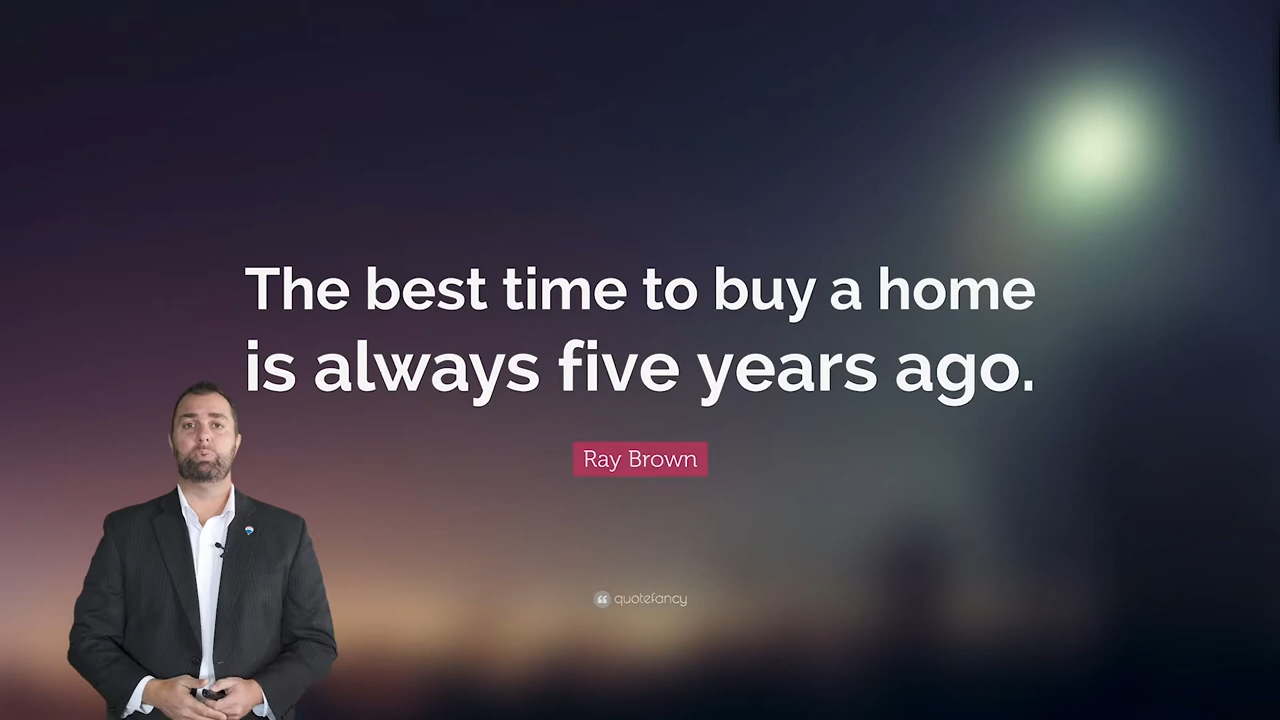 The best time to buy a home
is always five years ago.
Ray Brown
quotefancy